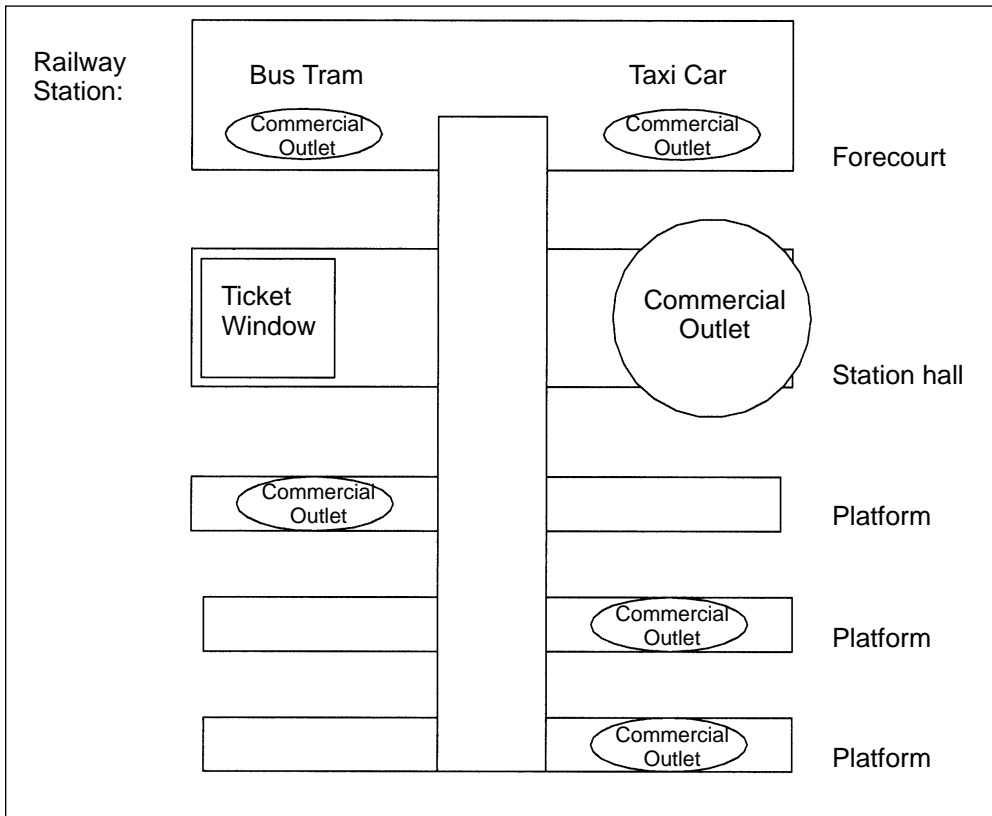 Railway
Station:
Bus Tram
Taxi Car
Commercial
Outlet
Commercial
Outlet
Forecourt
Ticket
Window
Commercial
Outlet
Station hall
Commercial
Outlet
Platform
Commercial
Outlet
Platform
Commercial
Outlet
Platform